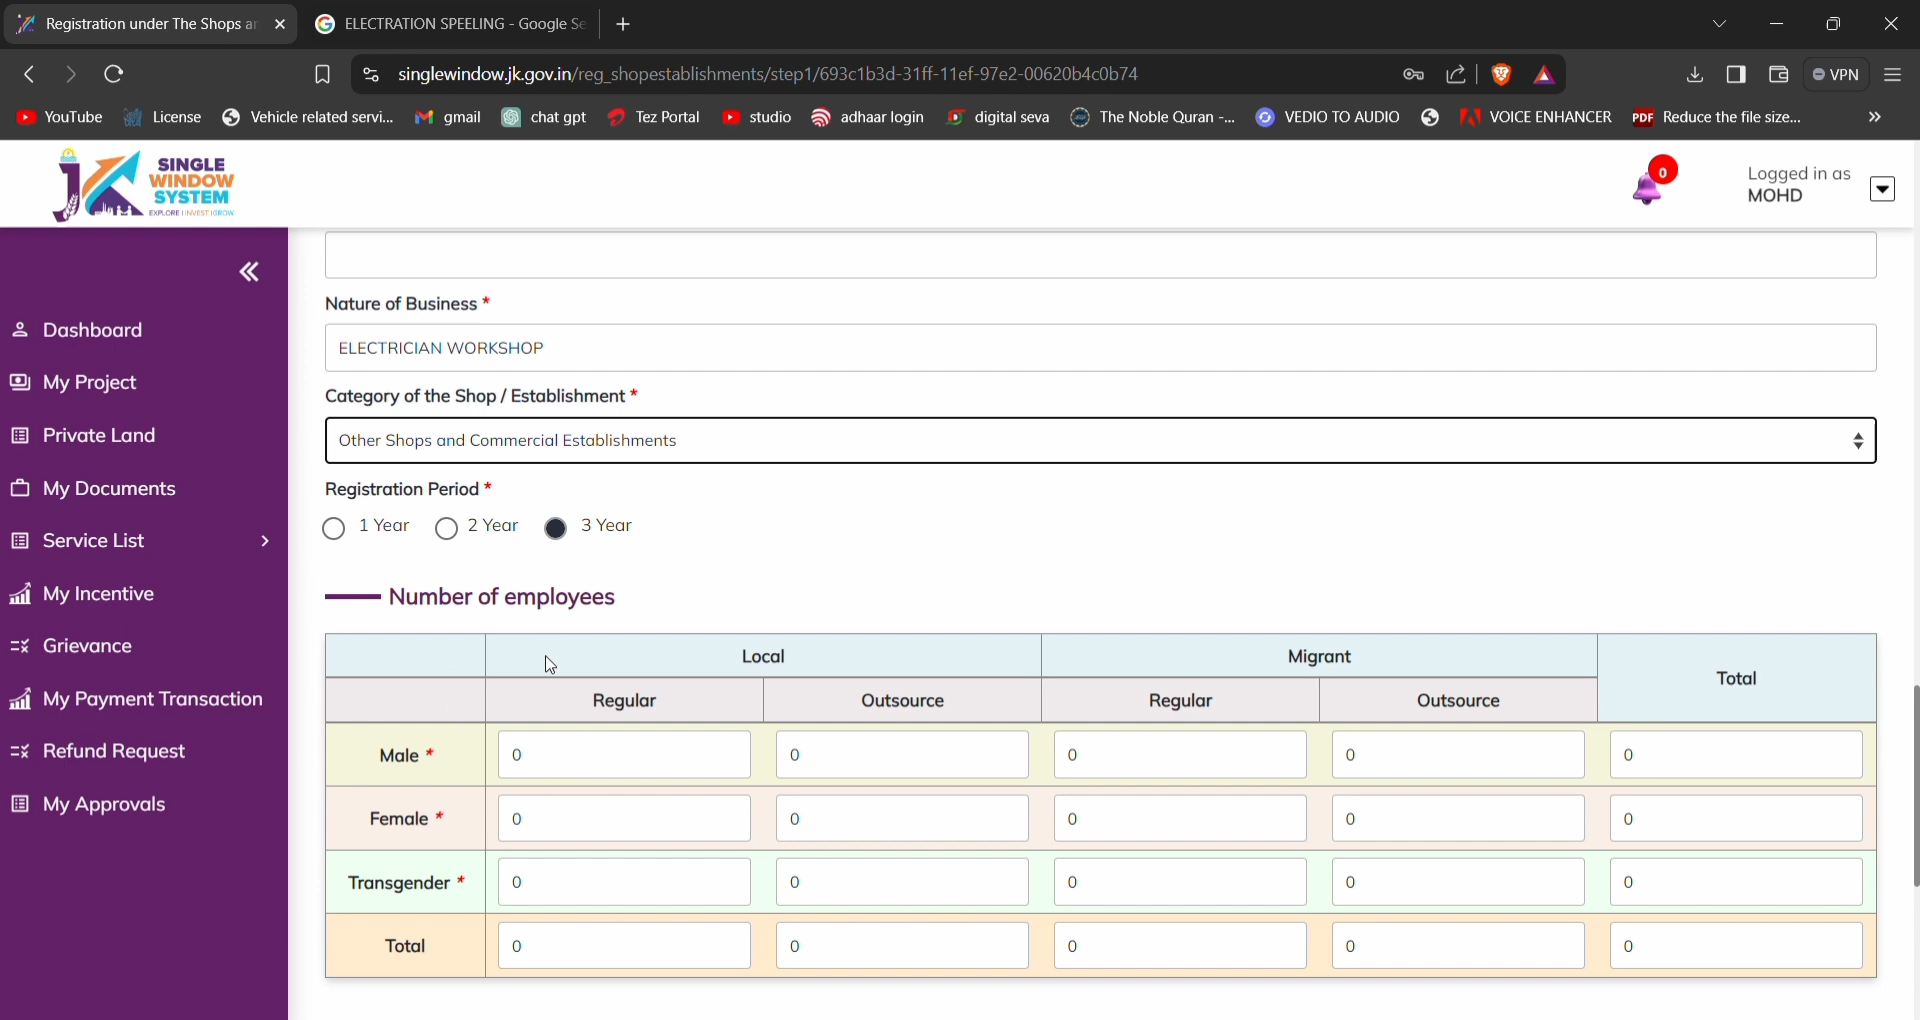 Registration under The Shops ar
ELECTRATION SPEELING - Google Se
singlewindow.jk.gov.in/reg_shopestablishments/step1/693c1b3d-31ff-11ef-97e2-00620b4c0b74
VPN
YouTube License Vehicle related servi... gmail chat gpt Tez Portal studio adhaar login digital seva The Noble Quran -... VEDIO TO AUDIO VOICE ENHANCER PDF Reduce the file size...
JK SINGLE
WINDOW
SYSTEM
EXPLORE | INVEST | GROW
0
Logged in as
MOHD
Dashboard
My Project
Private Land
My Documents
Service List
My Incentive
Grievance
My Payment Transaction
Refund Request
My Approvals
Nature of Business *
ELECTRICIAN WORKSHOP
Category of the Shop / Establishment *
Other Shops and Commercial Establishments
Registration Period *
1 Year 2 Year 3 Year
Number of employees
Local Migrant Total
Regular Outsource Regular Outsource
Male * 0 0 0 0 0
Female * 0 0 0 0 0
Transgender * 0 0 0 0 0
Total 0 0 0 0 0